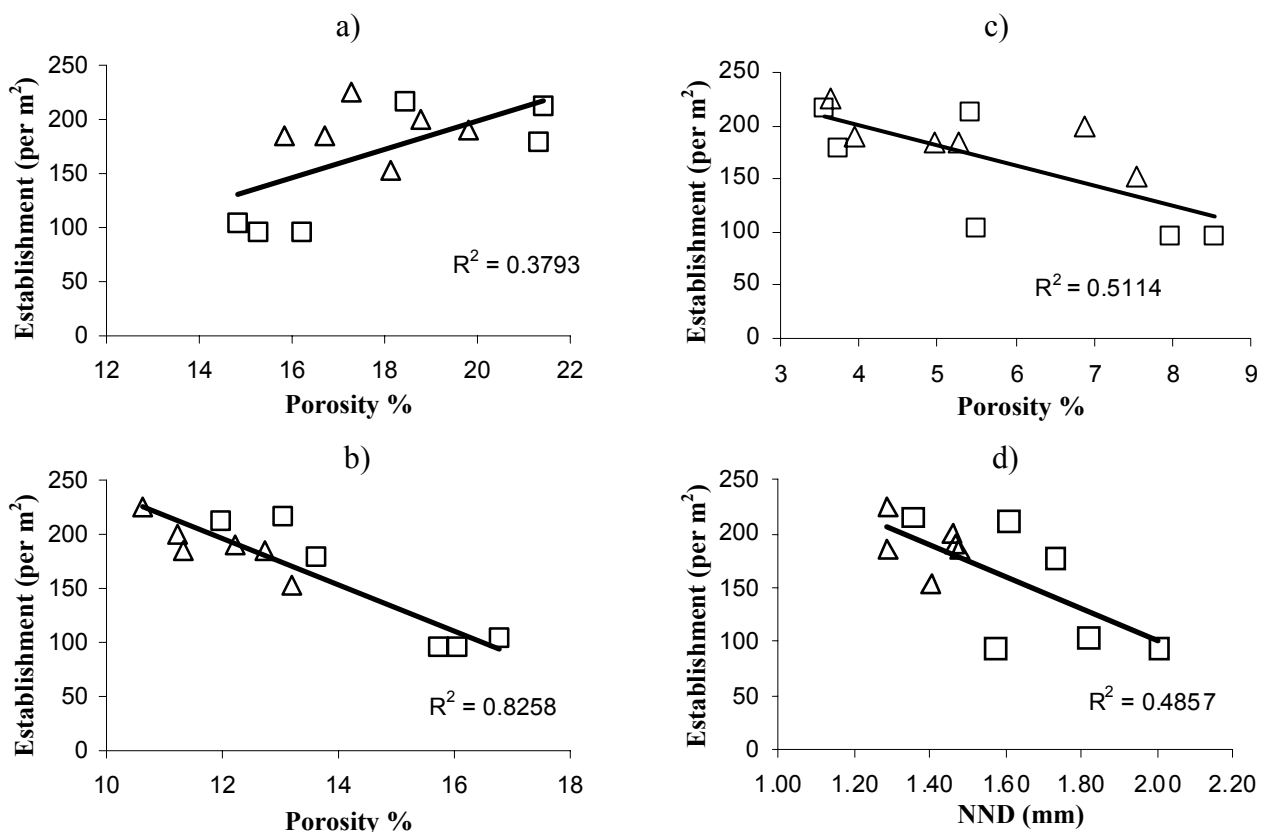 a)
Establishment (per m²)
250
200
150
100
50
0
R² = 0.3793
12 14 16 18 20 22
Porosity %
c)
Establishment (per m²)
250
200
150
100
50
0
R² = 0.5114
3 4 5 6 7 8 9
Porosity %
b)
Establishment (per m²)
250
200
150
100
50
0
R² = 0.8258
10 12 14 16 18
Porosity %
d)
Establishment (per m²)
250
200
150
100
50
0
R² = 0.4857
1.00 1.20 1.40 1.60 1.80 2.00 2.20
NND (mm)